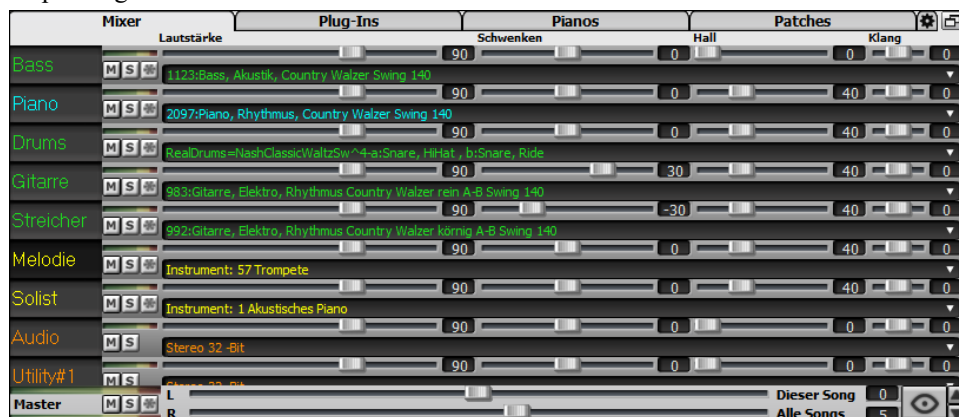 Mixer Plug-Ins Pianos Patches
Lautstärke Schwenken Hall Klang
Bass M S 90 0 0 0
1123:Bass, Akustik, Country Walzer Swing 140
Piano M S 90 0 40 0
2097:Piano, Rhythmus, Country Walzer Swing 140
Drums M S 90 0 40 0
RealDrums=NashClassicWaltzSw^4-a:Snare, HiHat , b:Snare, Ride
Gitarre M S 90 30 40 0
983:Gitarre, Elektro, Rhythmus Country Walzer rein A-B Swing 140
Streicher M S 90 -30 40 0
992:Gitarre, Elektro, Rhythmus Country Walzer körnig A-B Swing 140
Melodie M S 90 0 40 0
Instrument: 57 Trompete
Solist M S 90 0 40 0
Instrument: 1 Akustisches Piano
Audio M S 90 0 0 0
Stereo 32 -Bit
Utility#1 M S 90 0 0 0
Stereo 32 -Bit
Master M S L Dieser Song 0
R Alle Songs 5